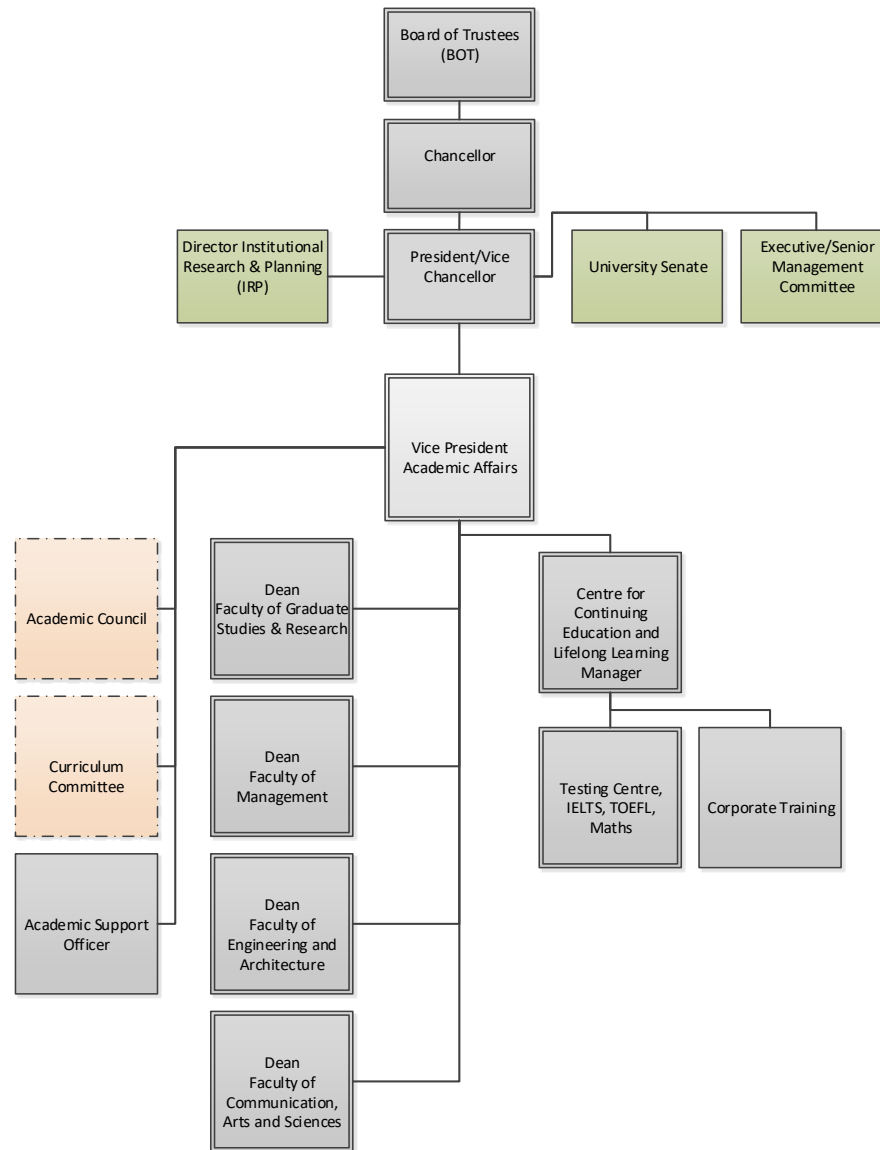 Board of Trustees
(BOT)
Chancellor
Director Institutional
Research & Planning
(IRP)
President/Vice
Chancellor
University Senate
Executive/Senior
Management
Committee
Vice President
Academic Affairs
Academic Council
Dean
Faculty of Graduate
Studies & Research
Centre for
Continuing
Education and
Lifelong Learning
Manager
Curriculum
Committee
Dean
Faculty of
Management
Testing Centre,
IELTS, TOEFL,
Maths
Corporate Training
Academic Support
Officer
Dean
Faculty of
Engineering and
Architecture
Dean
Faculty of
Communication,
Arts and Sciences